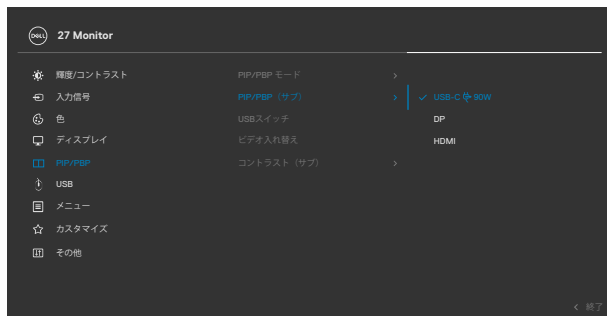 DELL 27 Monitor
輝度/コントラスト PIP/PBP モード
入力信号 PIP/PBP（サブ） USB-C 90W
色 USBスイッチ DP
ディスプレイ ビデオ入れ替え HDMI
PIP/PBP コントラスト（サブ）
USB
メニュー
カスタマイズ
その他
終了